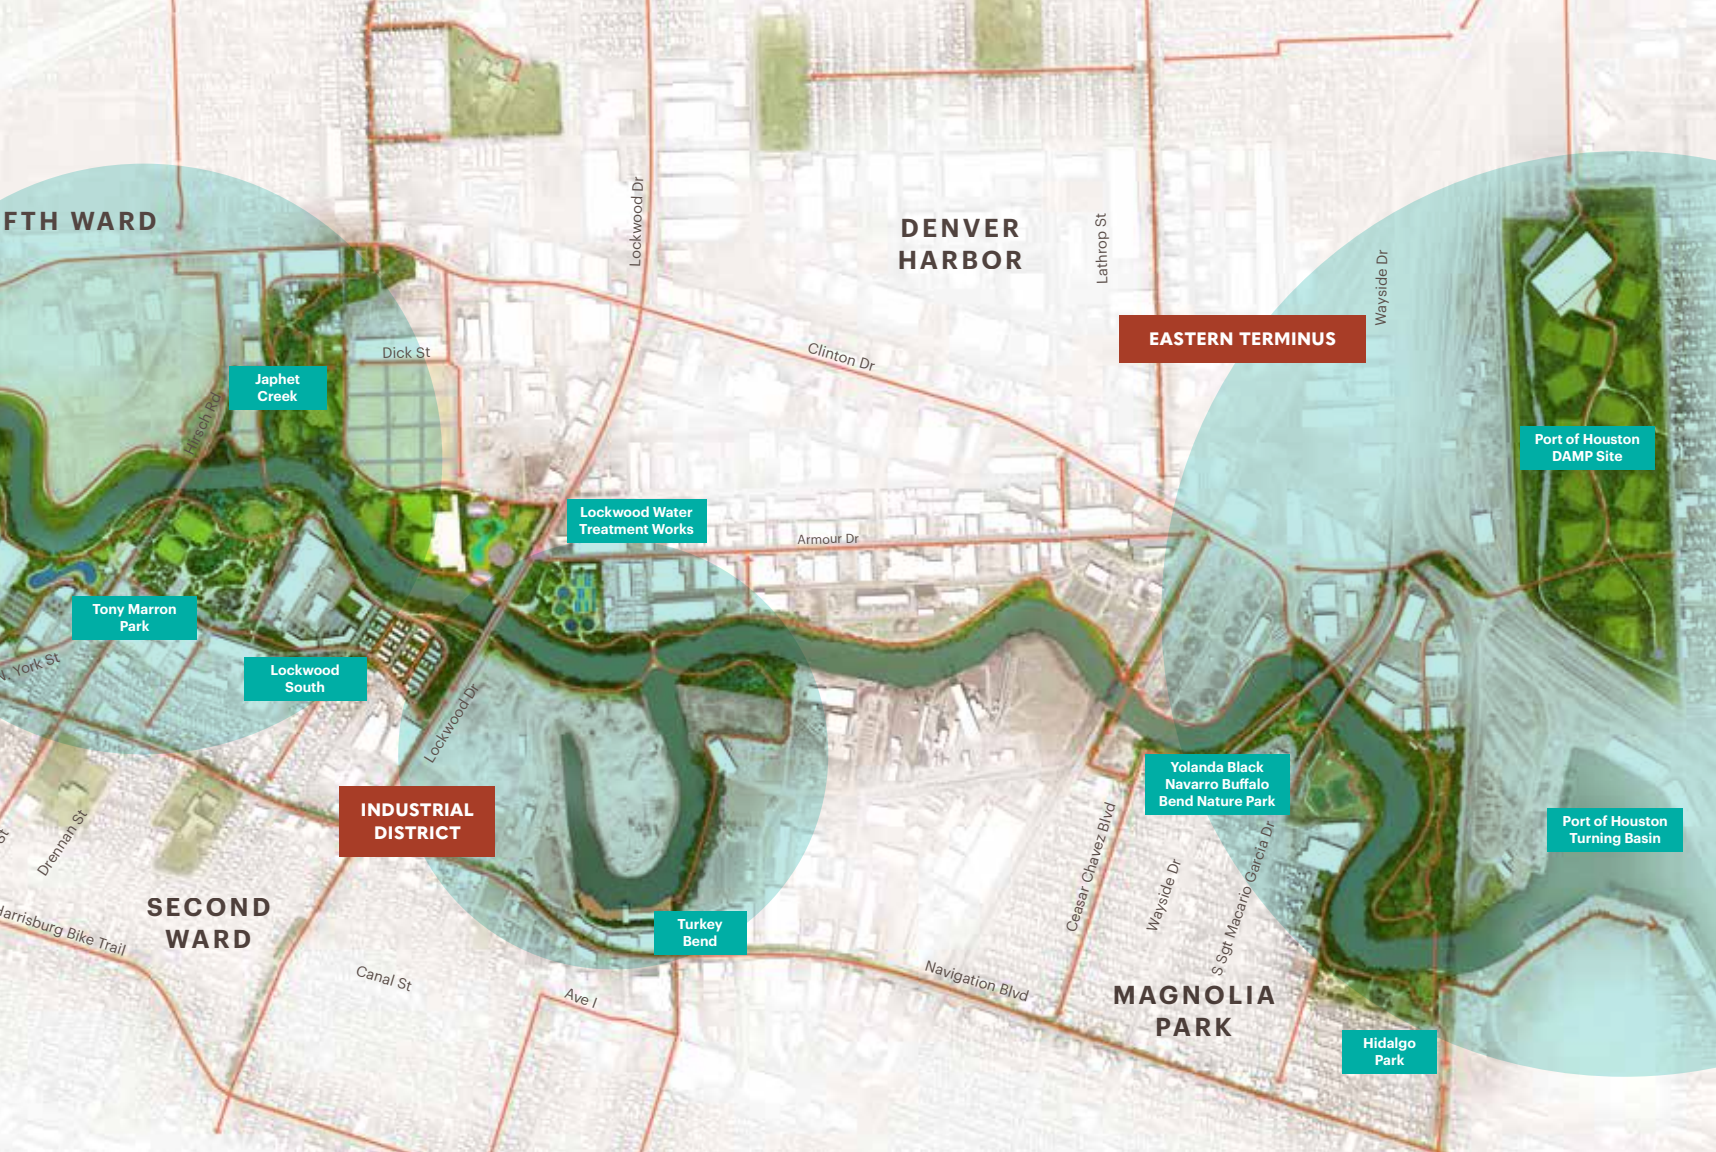 FTH WARD
DENVER
HARBOR
Lockwood Dr
Lathrop St
Wayside Dr
EASTERN TERMINUS
Dick St
Clinton Dr
Japhet
Creek
Hirsch Rd
Port of Houston
DAMP Site
Lockwood Water
Treatment Works
Armour Dr
Tony Marron
Park
N. York St
Lockwood
South
Lockwood Dr
Yolanda Black
Navarro Buffalo
Bend Nature Park
INDUSTRIAL
DISTRICT
Port of Houston
Turning Basin
St
Drennan St
Ceasar Chavez Blvd
Wayside Dr
S Sgt Macario Garcia Dr
SECOND
WARD
Harrisburg Bike Trail
Turkey
Bend
Canal St
Ave I
Navigation Blvd
MAGNOLIA
PARK
Hidalgo
Park